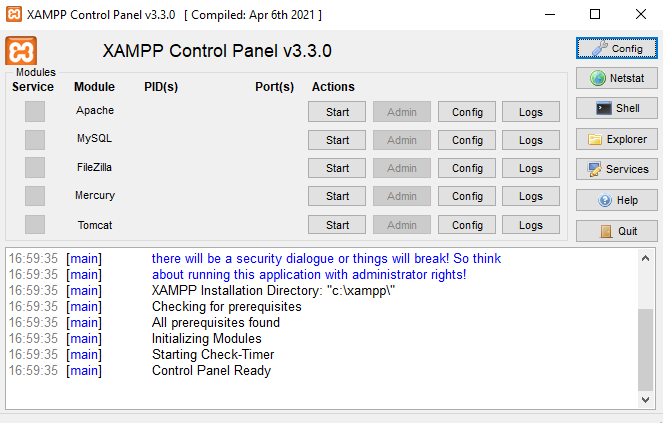 XAMPP Control Panel v3.3.0 [ Compiled: Apr 6th 2021 ]
XAMPP Control Panel v3.3.0
Config
Modules
Netstat
Service Module PID(s) Port(s) Actions
Apache Start Admin Config Logs
Shell
MySQL Start Admin Config Logs
Explorer
FileZilla Start Admin Config Logs
Services
Mercury Start Admin Config Logs
Help
Tomcat Start Admin Config Logs
Quit
16:59:35 [main] there will be a security dialogue or things will break! So think
16:59:35 [main] about running this application with administrator rights!
16:59:35 [main] XAMPP Installation Directory: "c:\xampp\"
16:59:35 [main] Checking for prerequisites
16:59:35 [main] All prerequisites found
16:59:35 [main] Initializing Modules
16:59:35 [main] Starting Check-Timer
16:59:35 [main] Control Panel Ready